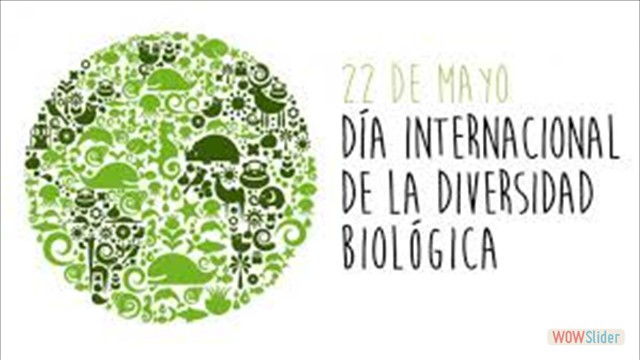 22 DE MAYO
DÍA INTERNACIONAL
DE LA DIVERSIDAD
BIOLÓGICA
WOWSlider